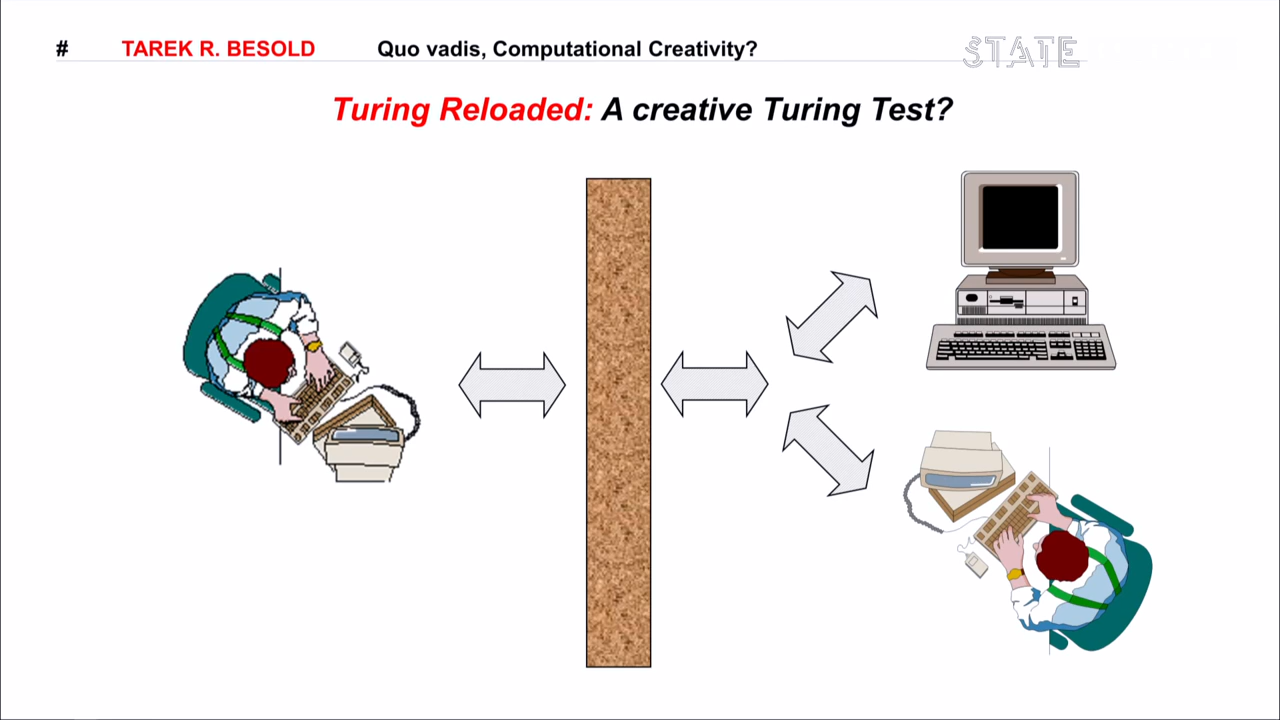 # TAREK R. BESOLD Quo vadis, Computational Creativity? STATE
Turing Reloaded: A creative Turing Test?